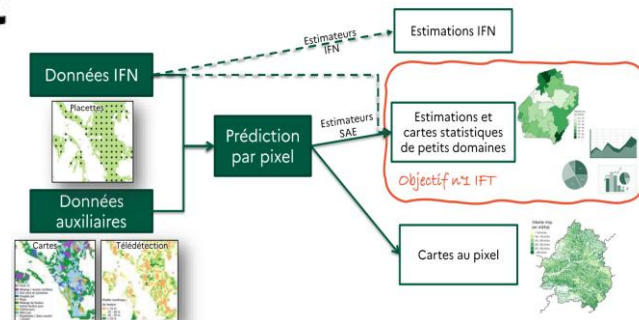 Estimateurs
IFN
Estimations IFN
Données IFN
Placettes
Estimateurs
SAE
Prédiction
par pixel
Estimations et
cartes statistiques
de petits domaines
Objectif n°1 IFT
Données
auxiliaires
Cartes
Télédétection
Cartes au pixel